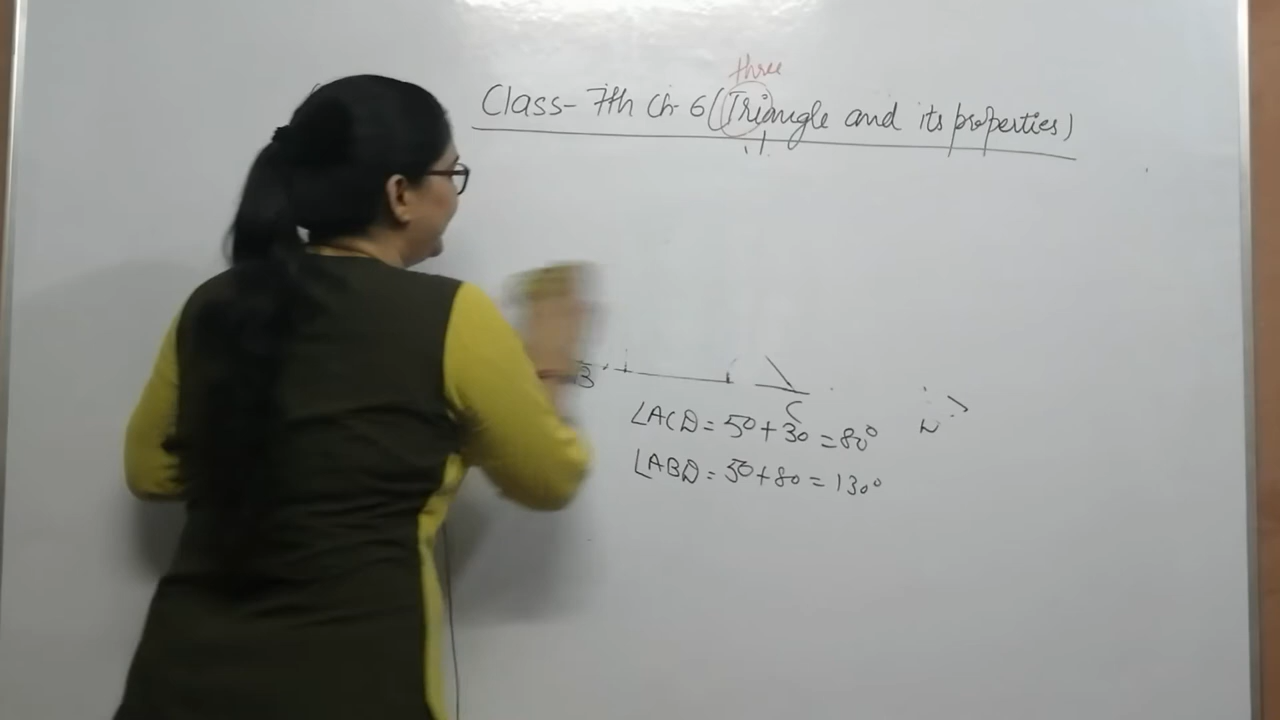 three
Class- 7th Ch- 6 (Triangle and its properties)
B
C
∠ACD = 50 + 30 = 80°
∠ABD = 50 + 80 = 130°